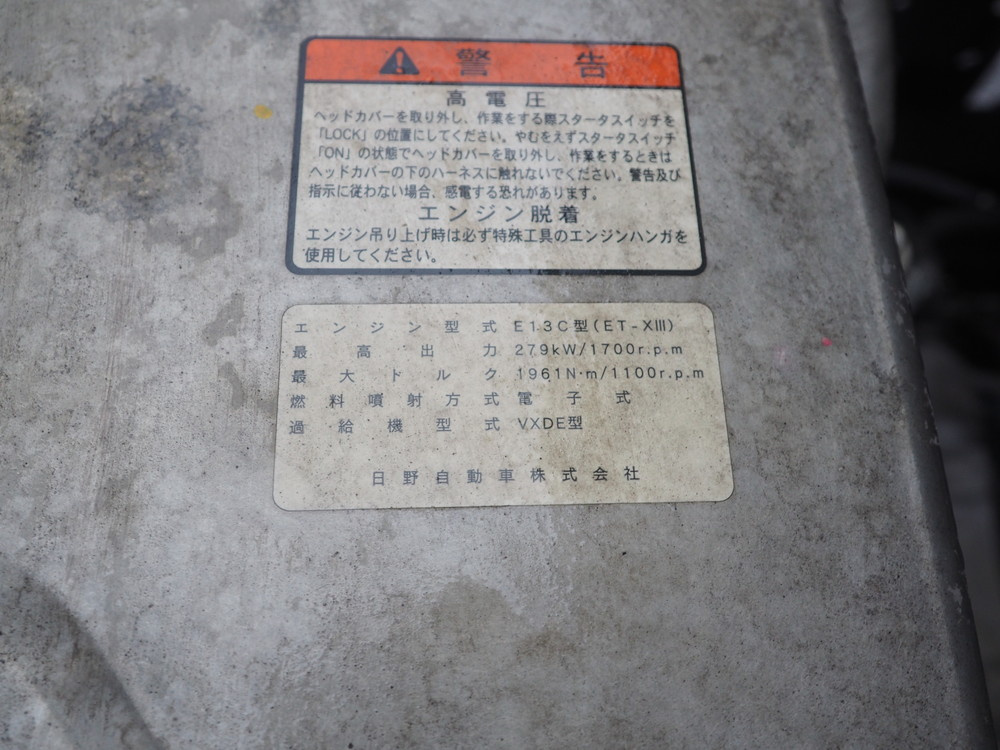 警告
高電圧
ヘッドカバーを取り外し、作業をする際スタータスイッチを
「LOCK」の位置にしてください。やむをえずスタータスイッチ
「ON」の状態でヘッドカバーを取り外し、作業をするときは
ヘッドカバーの下のハーネスに触れないでください。警告及び
指示に従わない場合、感電する恐れがあります。
エンジン脱着
エンジン吊り上げ時は必ず特殊工具のエンジンハンガを
使用してください。
エンジン型式 E13C型(ET-XIII)
最高出力 279kW/1700r.p.m
最大トルク 1961N·m/1100r.p.m
燃料噴射方式 電子式
過給機型式 VXDE型
日野自動車株式会社